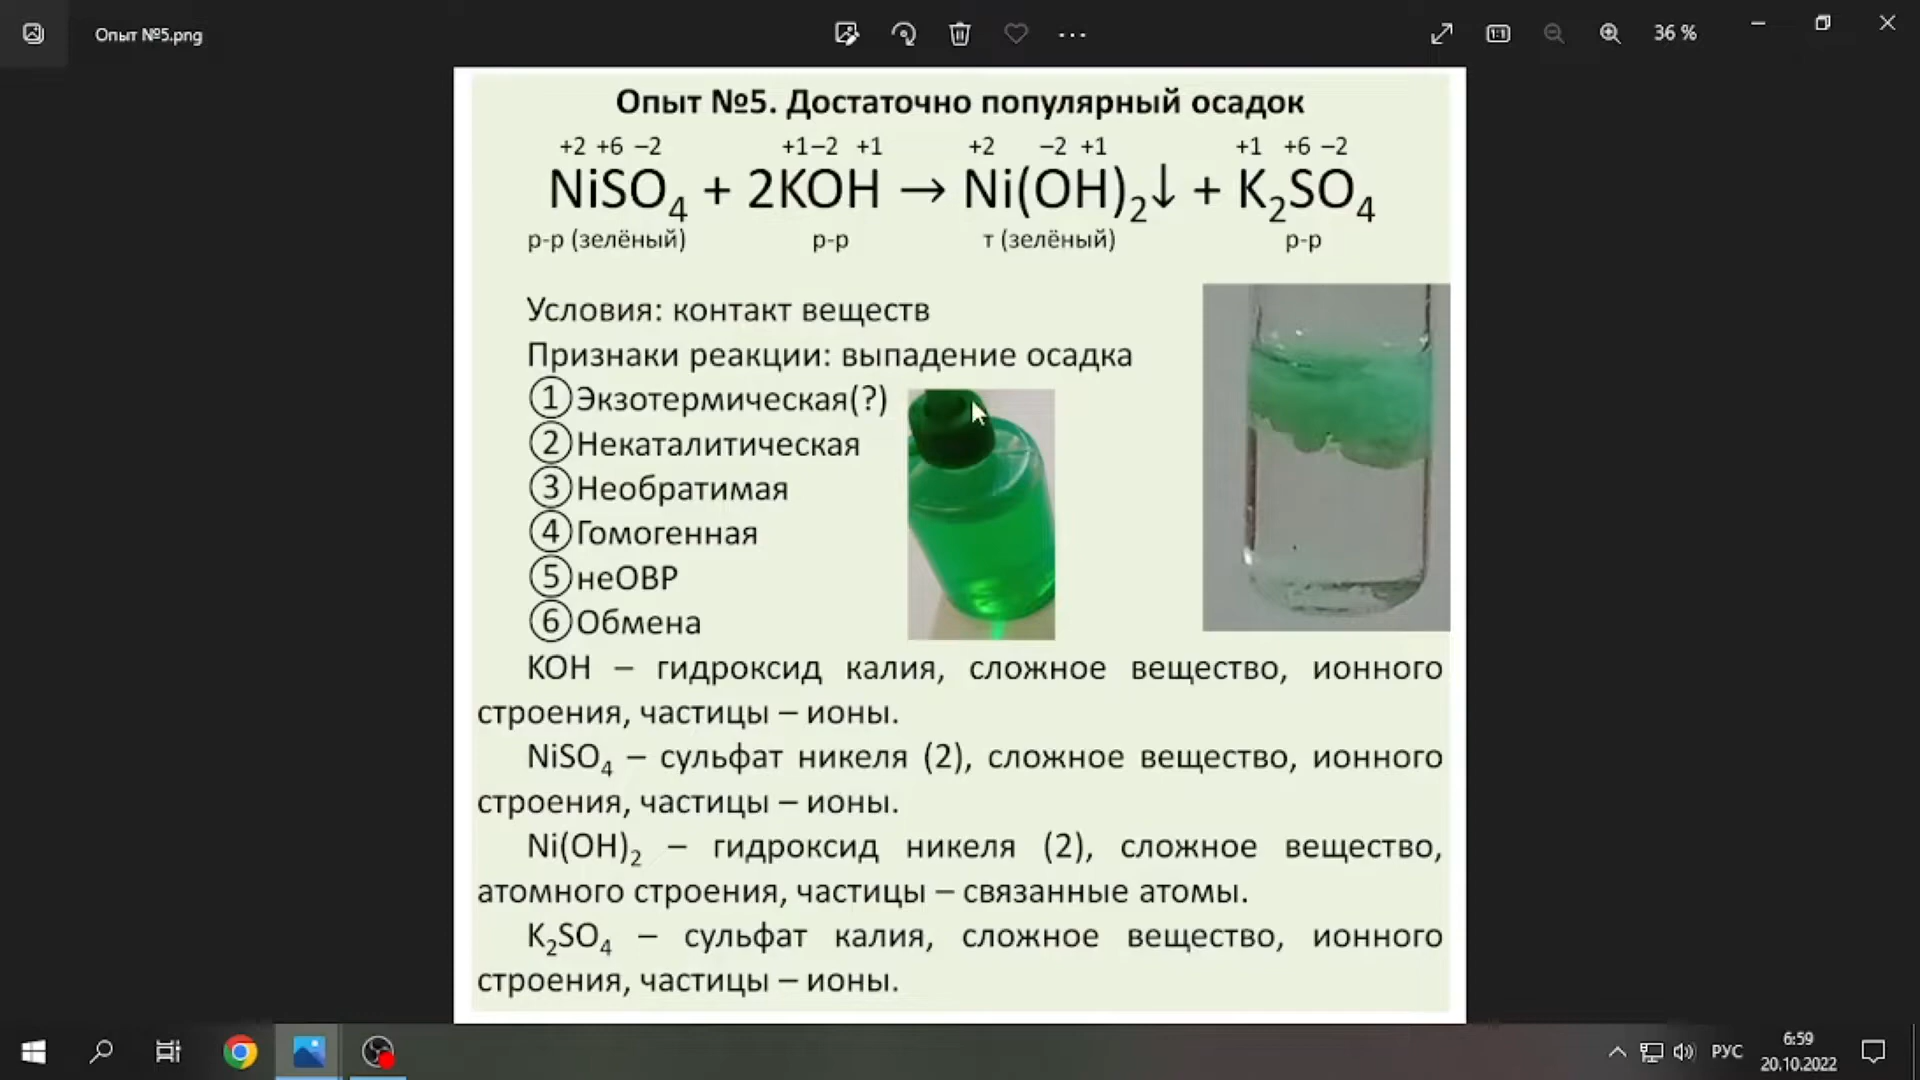 Опыт №5.png
36 %
Опыт №5. Достаточно популярный осадок
+2 +6 –2 +1 –2 +1 +2 –2 +1 +1 +6 –2
NiSO₄ + 2KOH → Ni(OH)₂↓ + K₂SO₄
р-р (зелёный) р-р т (зелёный) р-р
Условия: контакт веществ
Признаки реакции: выпадение осадка
① Экзотермическая(?)
② Некаталитическая
③ Необратимая
④ Гомогенная
⑤ неОВР
⑥ Обмена
KOH – гидроксид калия, сложное вещество, ионного
строения, частицы – ионы.
NiSO₄ – сульфат никеля (2), сложное вещество, ионного
строения, частицы – ионы.
Ni(OH)₂ – гидроксид никеля (2), сложное вещество,
атомного строения, частицы – связанные атомы.
K₂SO₄ – сульфат калия, сложное вещество, ионного
строения, частицы – ионы.
РУС
6:59
20.10.2022